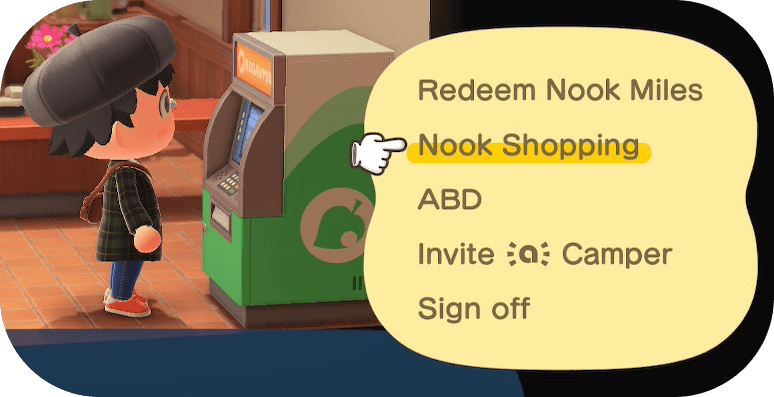 Redeem Nook Miles
Nook Shopping
ABD
Invite a Camper
Sign off